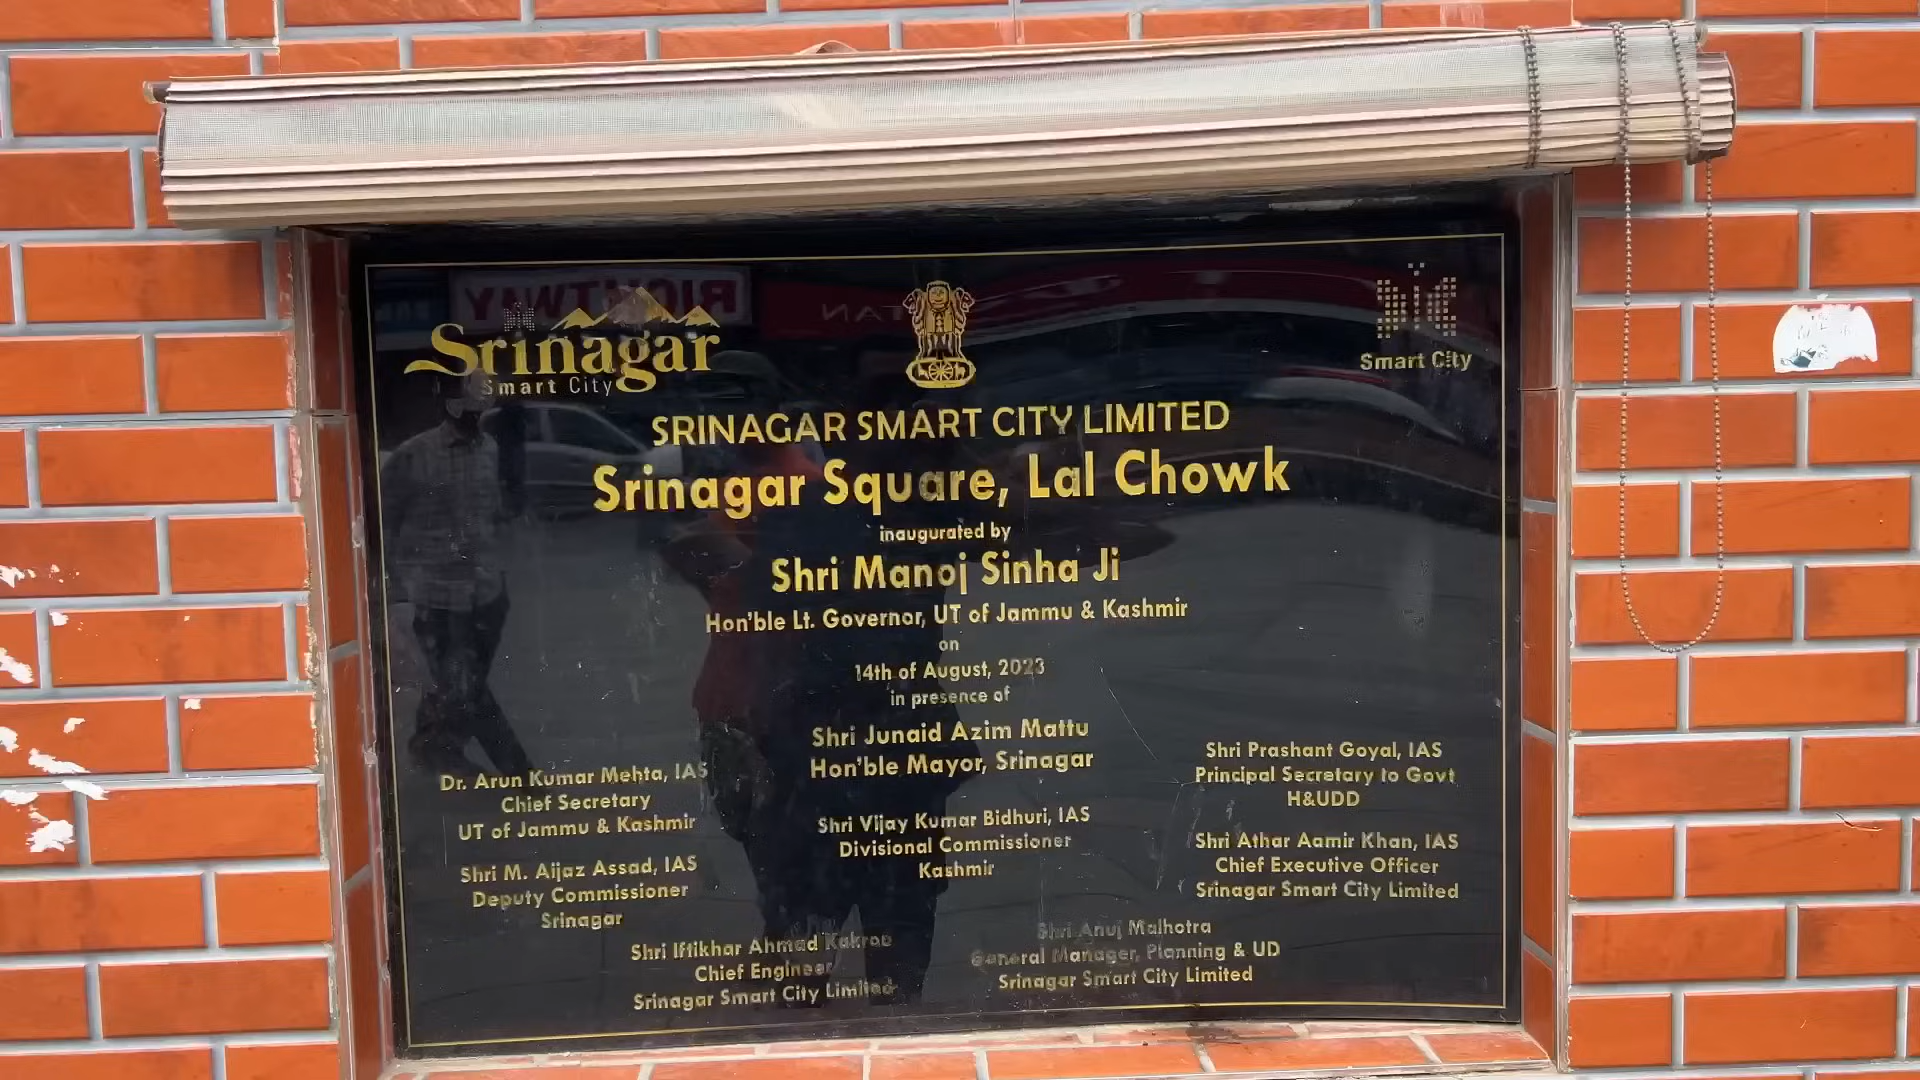 Srinagar
Smart City
Smart City
SRINAGAR SMART CITY LIMITED
Srinagar Square, Lal Chowk
inaugurated by
Shri Manoj Sinha Ji
Hon'ble Lt. Governor, UT of Jammu & Kashmir
on
14th of August, 2023
in presence of
Shri Junaid Azim Mattu
Hon'ble Mayor, Srinagar
Dr. Arun Kumar Mehta, IAS
Chief Secretary
UT of Jammu & Kashmir
Shri Vijay Kumar Bidhuri, IAS
Divisional Commissioner
Kashmir
Shri Prashant Goyal, IAS
Principal Secretary to Govt
H&UDD
Shri M. Aijaz Assad, IAS
Deputy Commissioner
Srinagar
Shri Athar Aamir Khan, IAS
Chief Executive Officer
Srinagar Smart City Limited
Shri Iftikhar Ahmad Kakroo
Chief Engineer
Srinagar Smart City Limited
Shri Anuj Malhotra
General Manager, Planning & UD
Srinagar Smart City Limited